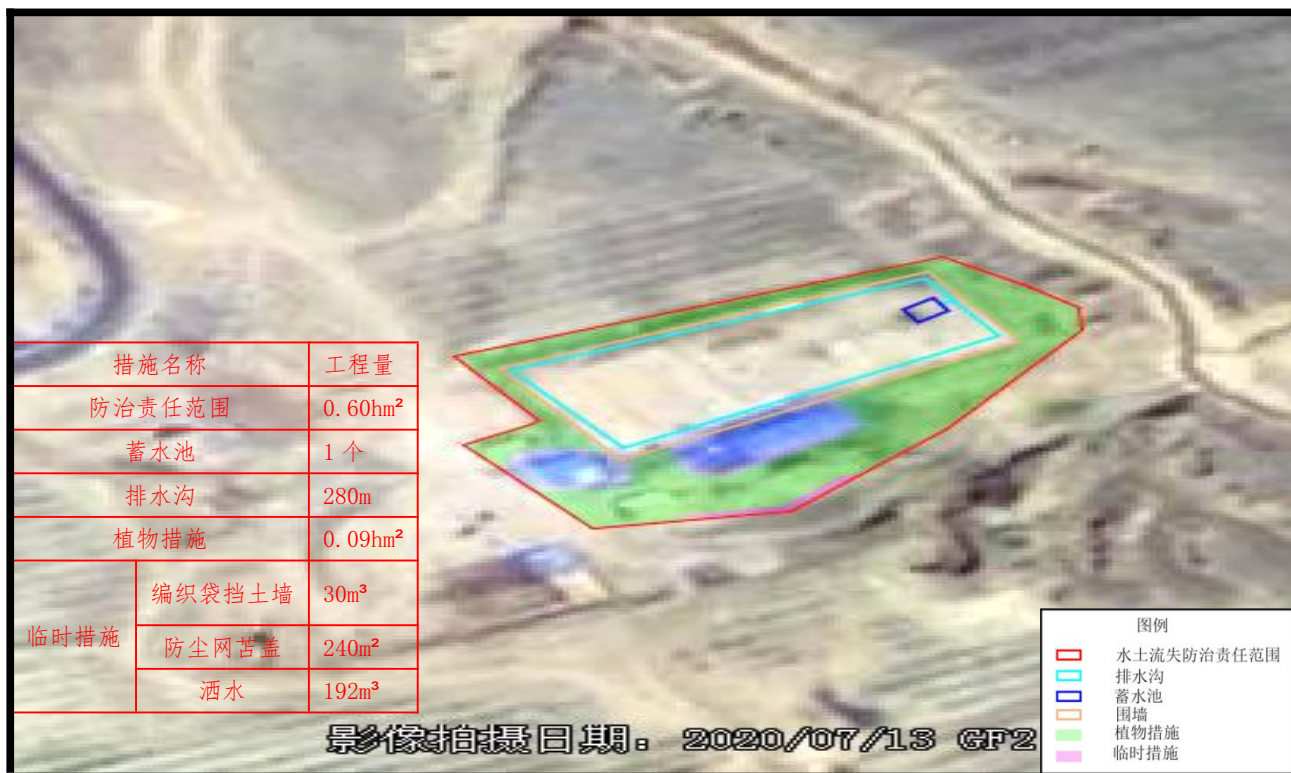 措施名称 工程量
防治责任范围 0.60hm²
蓄水池 1个
排水沟 280m
植物措施 0.09hm²
临时措施 编织袋挡土墙 30m³
防尘网苫盖 240m²
洒水 192m³
图例
水土流失防治责任范围
排水沟
蓄水池
围墙
植物措施
临时措施
影像拍摄日期：2020/07/13 GF2